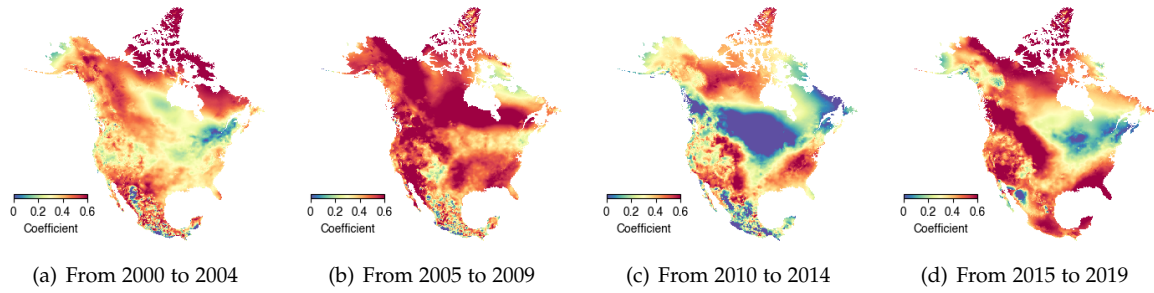 0 0.2 0.4 0.6
Coefficient
0 0.2 0.4 0.6
Coefficient
0 0.2 0.4 0.6
Coefficient
0 0.2 0.4 0.6
Coefficient
(a) From 2000 to 2004
(b) From 2005 to 2009
(c) From 2010 to 2014
(d) From 2015 to 2019